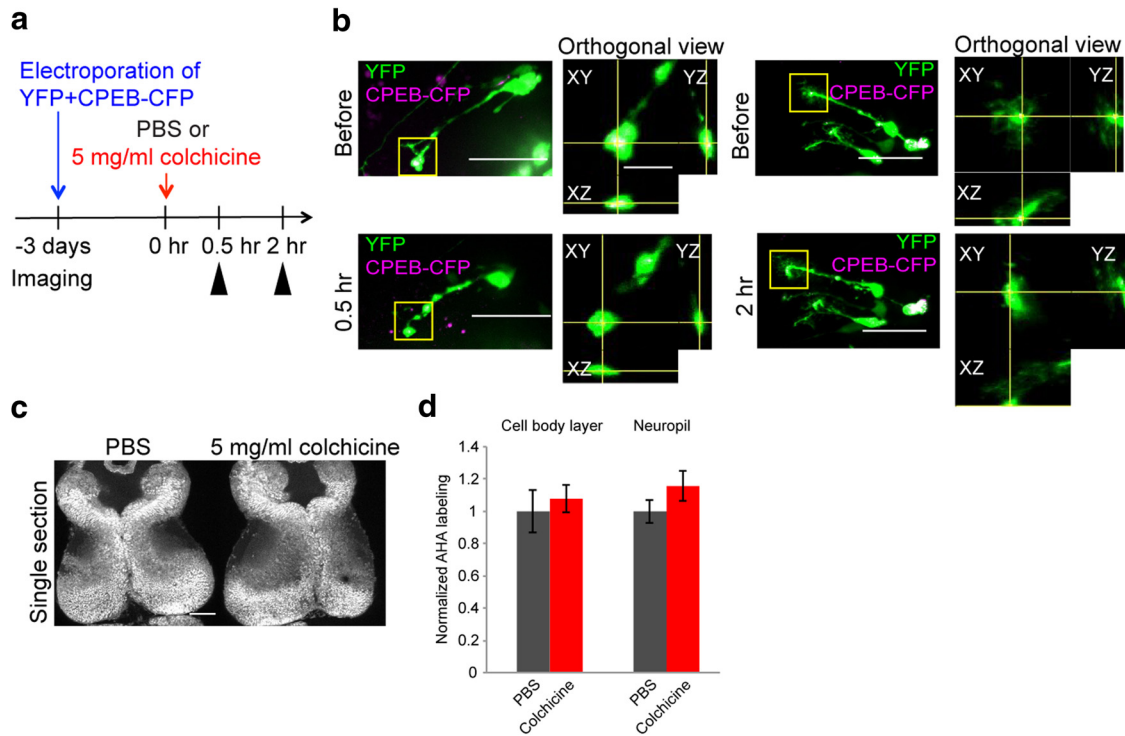 a
Electroporation of
YFP+CPEB-CFP
PBS or
5 mg/ml colchicine
-3 days
0 hr
0.5 hr
2 hr
Imaging
b
Orthogonal view
Before
YFP
CPEB-CFP
XY
YZ
XZ
0.5 hr
YFP
CPEB-CFP
XY
YZ
XZ
Orthogonal view
Before
YFP
CPEB-CFP
XY
YZ
XZ
2 hr
YFP
CPEB-CFP
XY
YZ
XZ
c
PBS
5 mg/ml colchicine
Single section
d
Cell body layer
Neuropil
Normalized AHA labeling
1.4
1.2
1
0.8
0.6
0.4
0.2
0
PBS
Colchicine
PBS
Colchicine